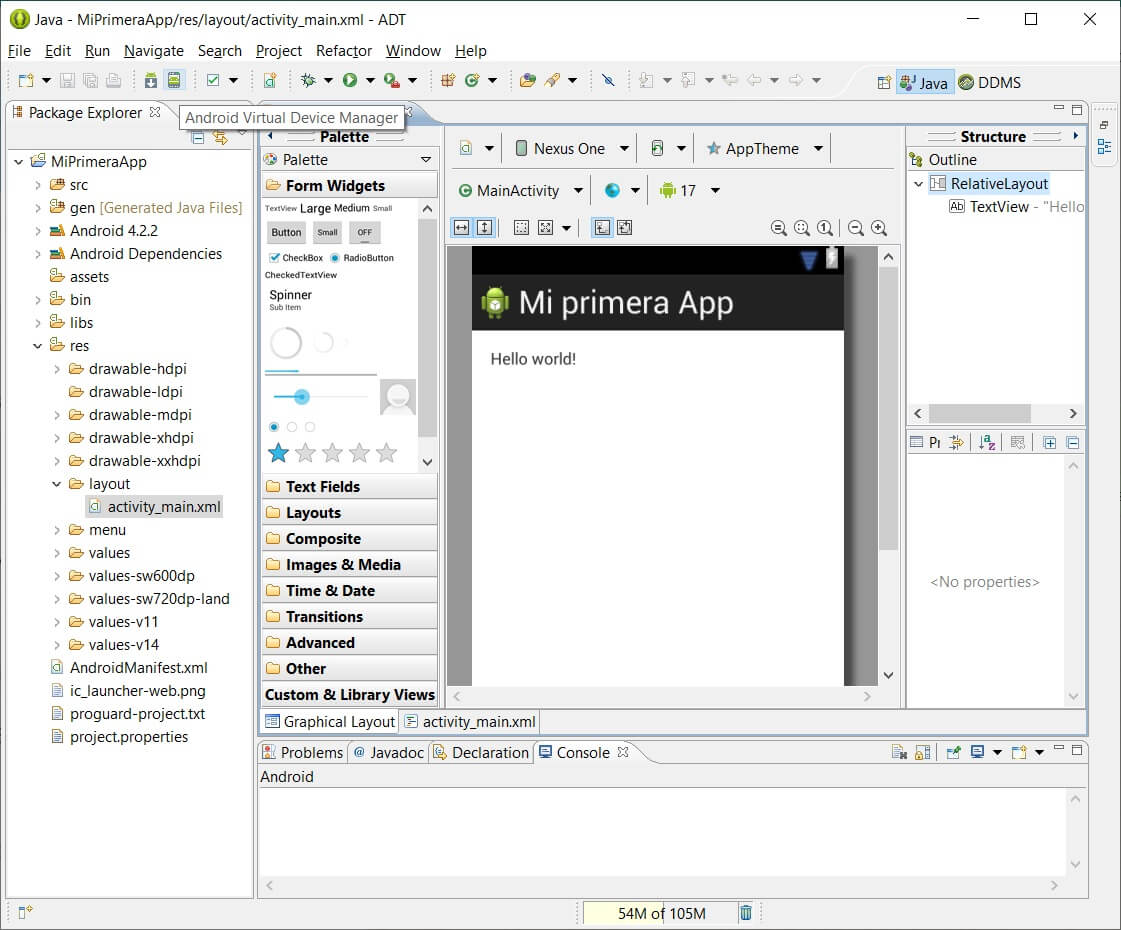 Java - MiPrimeraApp/res/layout/activity_main.xml - ADT
File Edit Run Navigate Search Project Refactor Window Help
Java DDMS
Package Explorer
Android Virtual Device Manager
MiPrimeraApp
src
gen [Generated Java Files]
Android 4.2.2
Android Dependencies
assets
bin
libs
res
drawable-hdpi
drawable-ldpi
drawable-mdpi
drawable-xhdpi
drawable-xxhdpi
layout
activity_main.xml
menu
values
values-sw600dp
values-sw720dp-land
values-v11
values-v14
AndroidManifest.xml
ic_launcher-web.png
proguard-project.txt
project.properties
Palette
Palette
Form Widgets
TextView Large Medium Small
Button Small OFF
CheckBox RadioButton
CheckedTextView
Spinner
Sub Item
Text Fields
Layouts
Composite
Images & Media
Time & Date
Transitions
Advanced
Other
Custom & Library Views
Nexus One AppTheme
MainActivity 17
1
Mi primera App
Hello world!
Graphical Layout activity_main.xml
Structure
Outline
RelativeLayout
Ab TextView - "Hello
Pr
<No properties>
Problems @ Javadoc Declaration Console
Android
54M of 105M